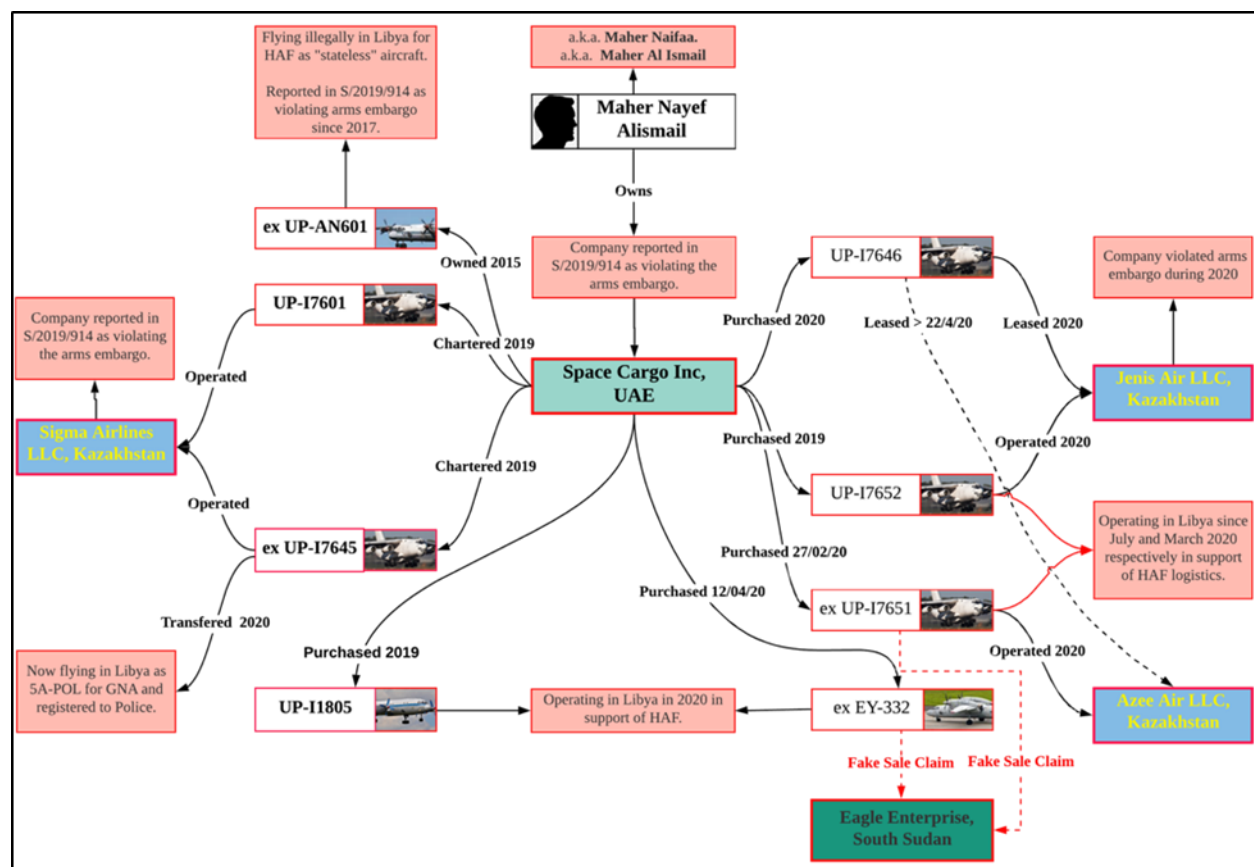 Flying illegally in Libya for
HAF as "stateless" aircraft.
Reported in S/2019/914 as
violating arms embargo
since 2017.
a.k.a. Maher Naifaa.
a.k.a. Maher Al Ismail
Maher Nayef
Alismail
Owns
ex UP-AN601
Owned 2015
Company reported in
S/2019/914 as violating the
arms embargo.
UP-I7646
Company violated arms
embargo during 2020
UP-I7601
Purchased 2020
Leased > 22/4/20
Leased 2020
Company reported in
S/2019/914 as violating
the arms embargo.
Chartered 2019
Operated
Space Cargo Inc,
UAE
Jenis Air LLC,
Kazakhstan
Sigma Airlines
LLC, Kazakhstan
Purchased 2019
Operated 2020
Chartered 2019
UP-I7652
Operated
Operating in Libya since
July and March 2020
respectively in support
of HAF logistics.
ex UP-I7645
Purchased 27/02/20
Purchased 12/04/20
ex UP-I7651
Transfered 2020
Operated 2020
Purchased 2019
Now flying in Libya as
5A-POL for GNA and
registered to Police.
UP-I1805
Operating in Libya in 2020 in
support of HAF.
ex EY-332
Azee Air LLC,
Kazakhstan
Fake Sale Claim
Fake Sale Claim
Eagle Enterprise,
South Sudan